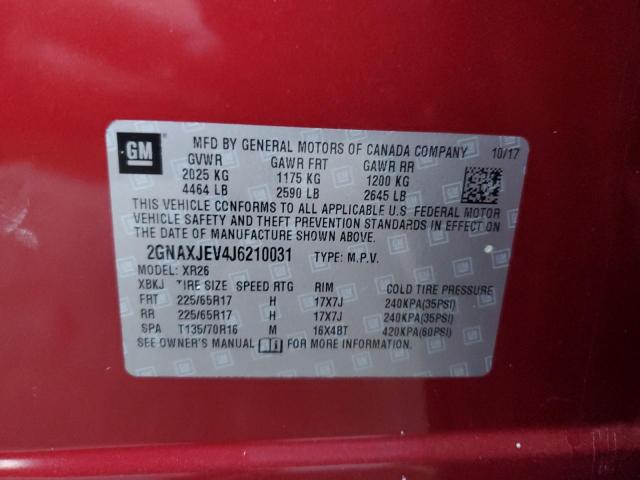 GM
MFD BY GENERAL MOTORS OF CANADA COMPANY 10/17
GVWR GAWR FRT GAWR RR
2025 KG 1175 KG 1200 KG
4464 LB 2590 LB 2645 LB
THIS VEHICLE CONFORMS TO ALL APPLICABLE U.S. FEDERAL MOTOR
VEHICLE SAFETY AND THEFT PREVENTION STANDARDS IN EFFECT ON
THE DATE OF MANUFACTURE SHOWN ABOVE.
2GNAXJEV4J6210031 TYPE: M.P.V.
MODEL: XR26
XBKJ TIRE SIZE SPEED RTG RIM COLD TIRE PRESSURE
FRT 225/65R17 H 17X7J 240KPA(35PSI)
RR 225/65R17 H 17X7J 240KPA(35PSI)
SPA T135/70R16 M 16X4BT 420KPA(60PSI)
SEE OWNER'S MANUAL FOR MORE INFORMATION